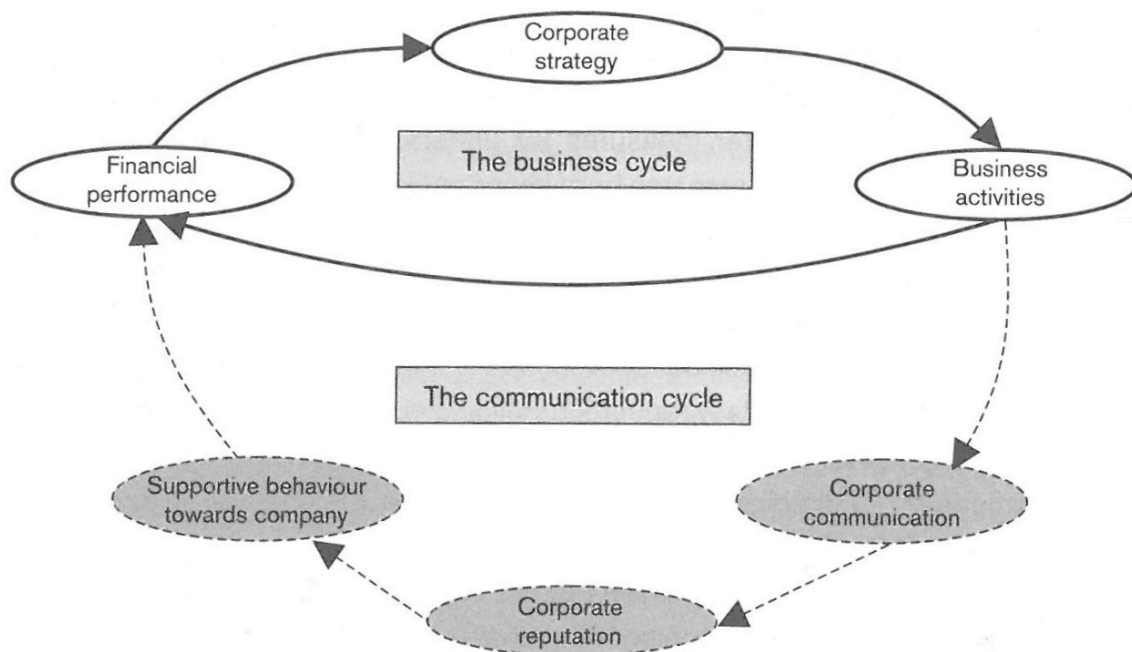 Corporate
strategy
The business cycle
Financial
performance
Business
activities
The communication cycle
Supportive behaviour
towards company
Corporate
communication
Corporate
reputation